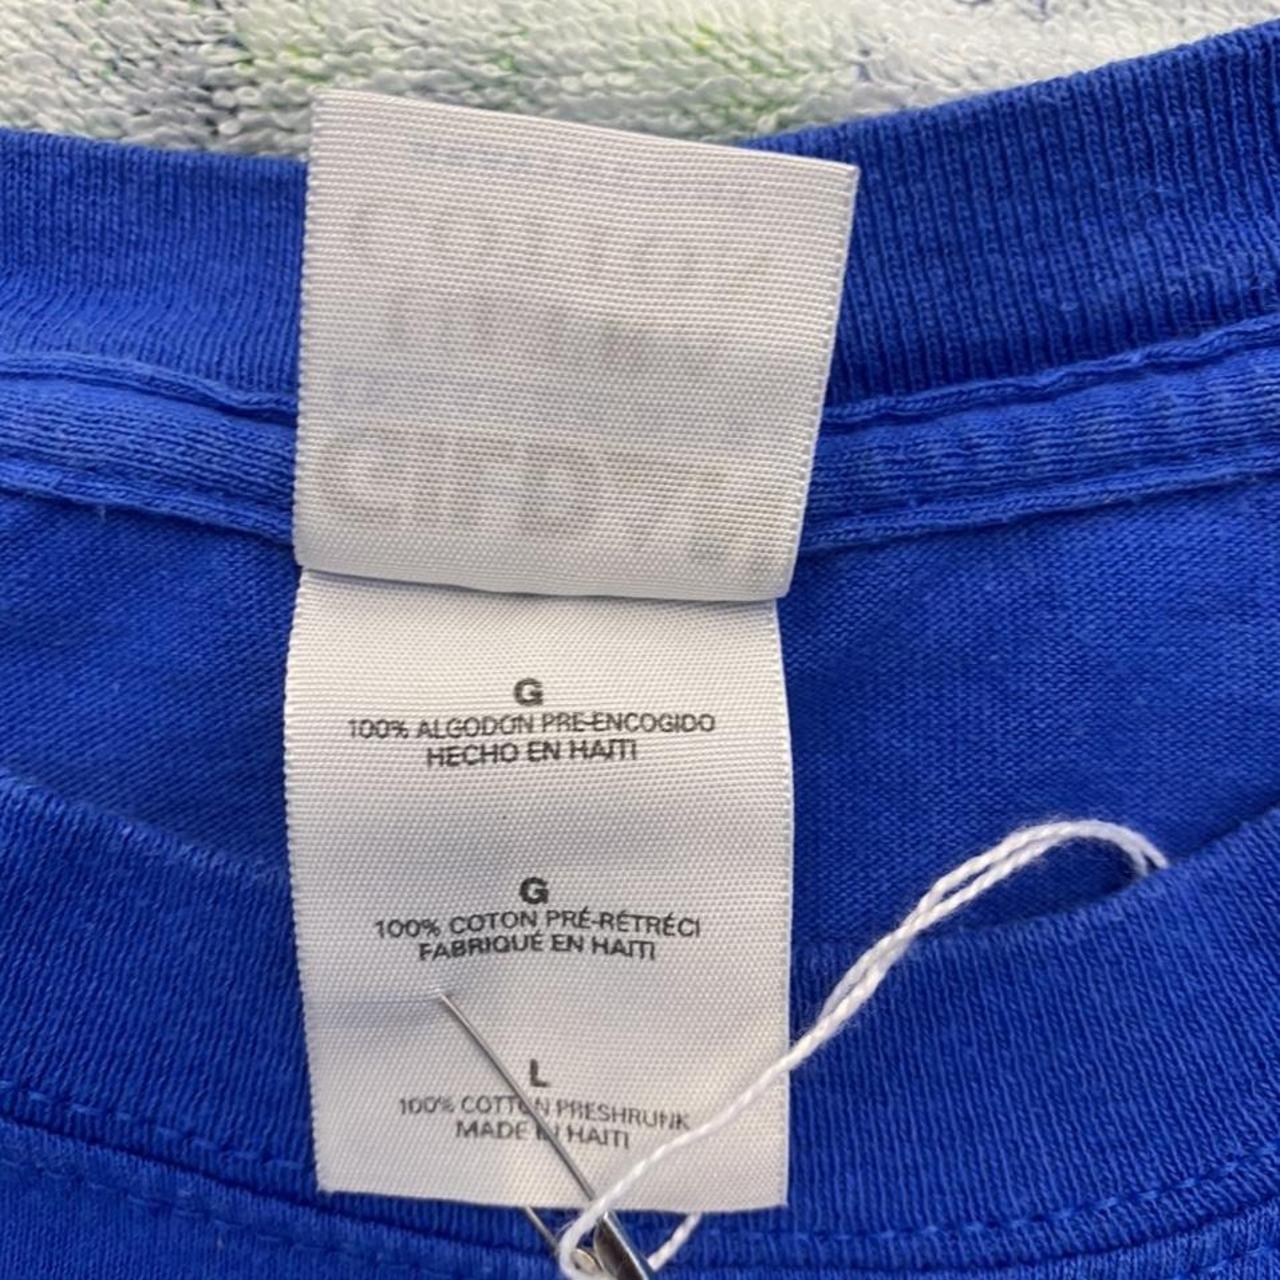 G
100% ALGODON PRE-ENCOGIDO
HECHO EN HAITI
G
100% COTON PRÉ-RÉTRÉCI
FABRIQUÉ EN HAITI
L
100% COTTON PRESHRUNK
MADE IN HAITI